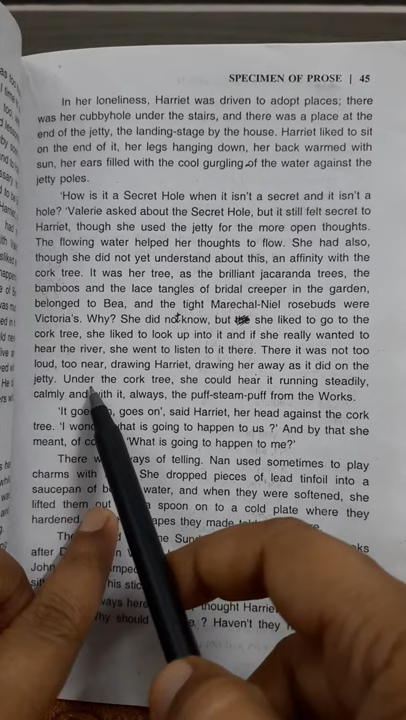 SPECIMEN OF PROSE | 45
In her loneliness, Harriet was driven to adopt places; there
was her cubbyhole under the stairs, and there was a place at the
end of the jetty, the landing-stage by the house. Harriet liked to sit
on the end of it, her legs hanging down, her back warmed with
sun, her ears filled with the cool gurgling of the water against the
jetty poles.
'How is it a Secret Hole when it isn't a secret and it isn't a
hole? 'Valerie asked about the Secret Hole, but it still felt secret to
Harriet, though she used the jetty for the more open thoughts.
The flowing water helped her thoughts to flow. She had also,
though she did not yet understand about this, an affinity with the
cork tree. It was her tree, as the brilliant jacaranda trees, the
bamboos and the lace tangles of bridal creeper in the garden,
belonged to Bea, and the tight Marechal-Niel rosebuds were
Victoria's. Why? She did not know, but she liked to go to the
cork tree, she liked to look up into it and if she really wanted to
hear the river, she went to listen to it there. There it was not too
loud, too near, drawing Harriet, drawing her away as it did on the
jetty. Under the cork tree, she could hear it running steadily,
calmly and with it, always, the puff-steam-puff from the Works.
'It goes, goes on', said Harriet, her head against the cork
tree. 'I what is going to happen to us ?' And by that she
meant, of 'What is going to happen to me?'
There ways of telling. Nan used sometimes to play
charms with She dropped pieces of lead tinfoil into a
saucepan of water, and when they were softened, she
lifted them out a spoon on to a cold plate where they
hardened, apes they made
The
after
John
his
ways here thought Harrie
hy should ? Haven't they